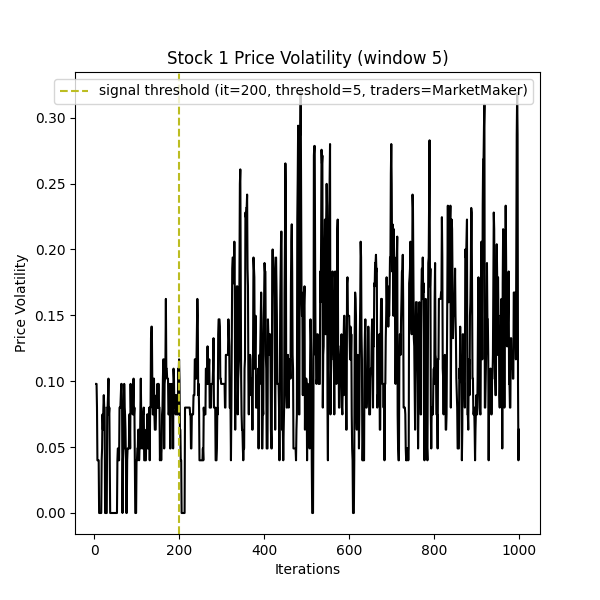 Stock 1 Price Volatility (window 5)
signal threshold (it=200, threshold=5, traders=MarketMaker)
0.30
0.25
0.20
0.15
0.10
0.05
0.00
Price Volatility
0 200 400 600 800 1000
Iterations